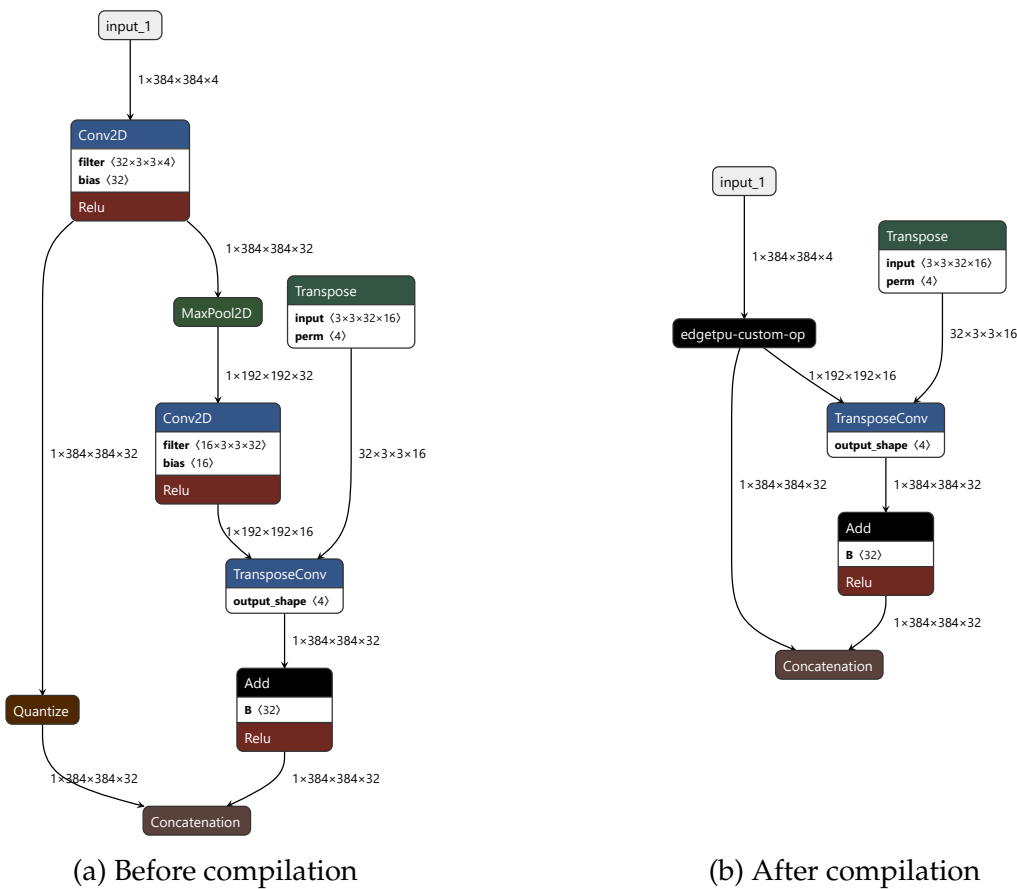 input_1
1×384×384×4
Conv2D
filter ⟨32×3×3×4⟩
bias ⟨32⟩
Relu
1×384×384×32
MaxPool2D
Transpose
input ⟨3×3×32×16⟩
perm ⟨4⟩
1×192×192×32
Conv2D
filter ⟨16×3×3×32⟩
bias ⟨16⟩
Relu
1×384×384×32
32×3×3×16
1×192×192×16
TransposeConv
output_shape ⟨4⟩
1×384×384×32
Add
B ⟨32⟩
Relu
Quantize
1×384×384×32
1×384×384×32
Concatenation
(a) Before compilation
input_1
1×384×384×4
Transpose
input ⟨3×3×32×16⟩
perm ⟨4⟩
edgetpu-custom-op
32×3×3×16
1×192×192×16
TransposeConv
output_shape ⟨4⟩
1×384×384×32
1×384×384×32
Add
B ⟨32⟩
Relu
1×384×384×32
Concatenation
(b) After compilation